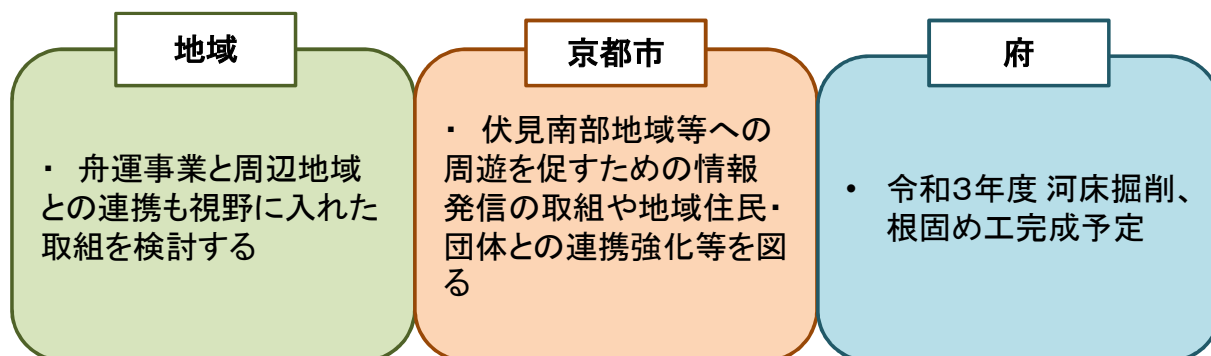 地域
・ 舟運事業と周辺地域
との連携も視野に入れた
取組を検討する
京都市
・ 伏見南部地域等への
周遊を促すための情報
発信の取組や地域住民・
団体との連携強化等を図
る
府
• 令和3年度 河床掘削、
根固め工完成予定